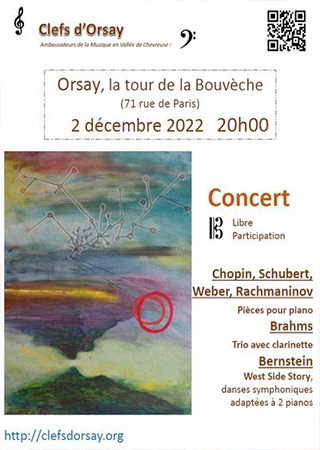 Clefs d'Orsay
Ambassadeurs de la Musique en Vallée de Chevreuse !
Orsay, la tour de la Bouvèche
(71 rue de Paris)
2 décembre 2022 20h00
Concert
Libre
Participation
Chopin, Schubert,
Weber, Rachmaninov
Pièces pour piano
Brahms
Trio avec clarinette
Bernstein
West Side Story,
danses symphoniques
adaptées à 2 pianos
http://clefsdorsay.org